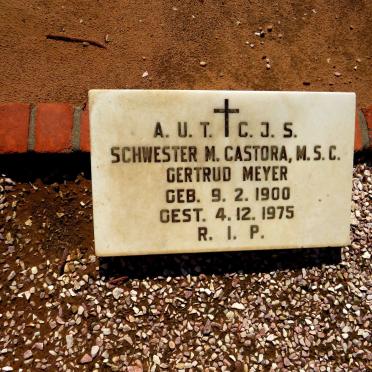 A. U. T. C. J. S.
SCHWESTER M. CASTORA, M.S.C.
GERTRUD MEYER
GEB. 9. 2. 1900
GEST. 4. 12. 1975
R. I. P.